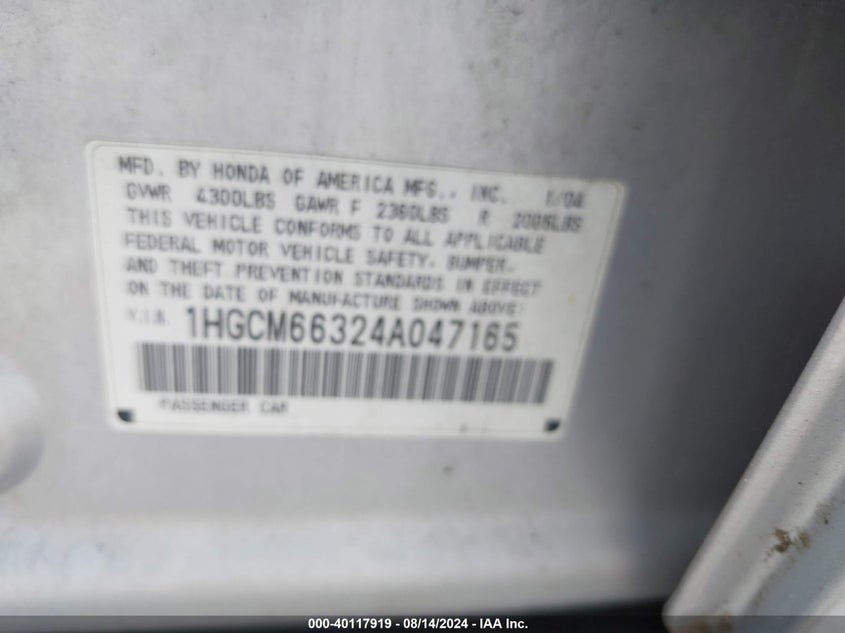 MFD. BY HONDA OF AMERICA MFG., INC. 1/04
GVWR 4300LBS GAWR F 2360LBS R 2005LBS
THIS VEHICLE CONFORMS TO ALL APPLICABLE
FEDERAL MOTOR VEHICLE SAFETY, BUMPER,
AND THEFT PREVENTION STANDARDS IN EFFECT
ON THE DATE OF MANUFACTURE SHOWN ABOVE:
V.I.N. 1HGCM66324A047165
PASSENGER CAR
000-40117919 - 08/14/2024 - IAA Inc.